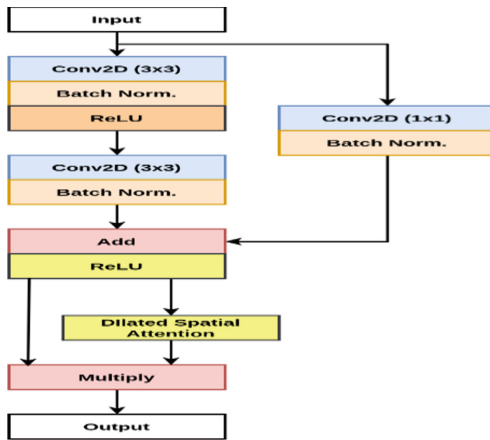 Input
Conv2D (3x3)
Batch Norm.
ReLU
Conv2D (1x1)
Batch Norm.
Conv2D (3x3)
Batch Norm.
Add
ReLU
DIlated Spatial
Attention
Multiply
Output